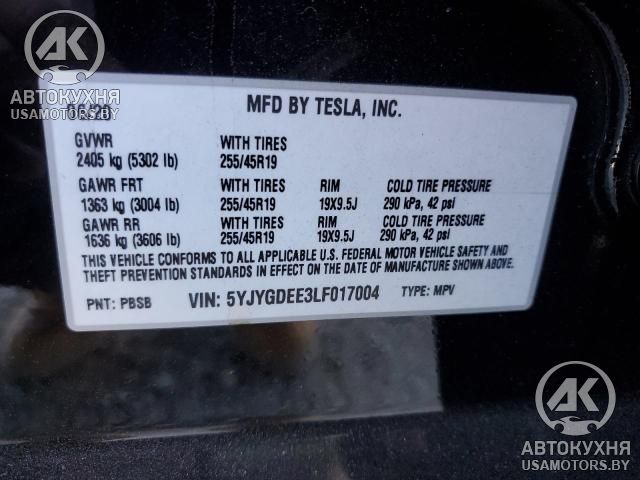 AK
АВТОКУХНЯ
USAMOTORS.BY
MFD BY TESLA, INC.
GVWR WITH TIRES
2405 kg (5302 lb) 255/45R19
GAWR FRT WITH TIRES RIM COLD TIRE PRESSURE
1363 kg (3004 lb) 255/45R19 19X9.5J 290 kPa, 42 psi
GAWR RR WITH TIRES RIM COLD TIRE PRESSURE
1636 kg (3606 lb) 255/45R19 19X9.5J 290 kPa, 42 psi
THIS VEHICLE CONFORMS TO ALL APPLICABLE U.S. FEDERAL MOTOR VEHICLE SAFETY AND
THEFT PREVENTION STANDARDS IN EFFECT ON THE DATE OF MANUFACTURE SHOWN ABOVE.
PNT: PBSB VIN: 5YJYGDEE3LF017004 TYPE: MPV
AK
АВТОКУХНЯ
USAMOTORS.BY